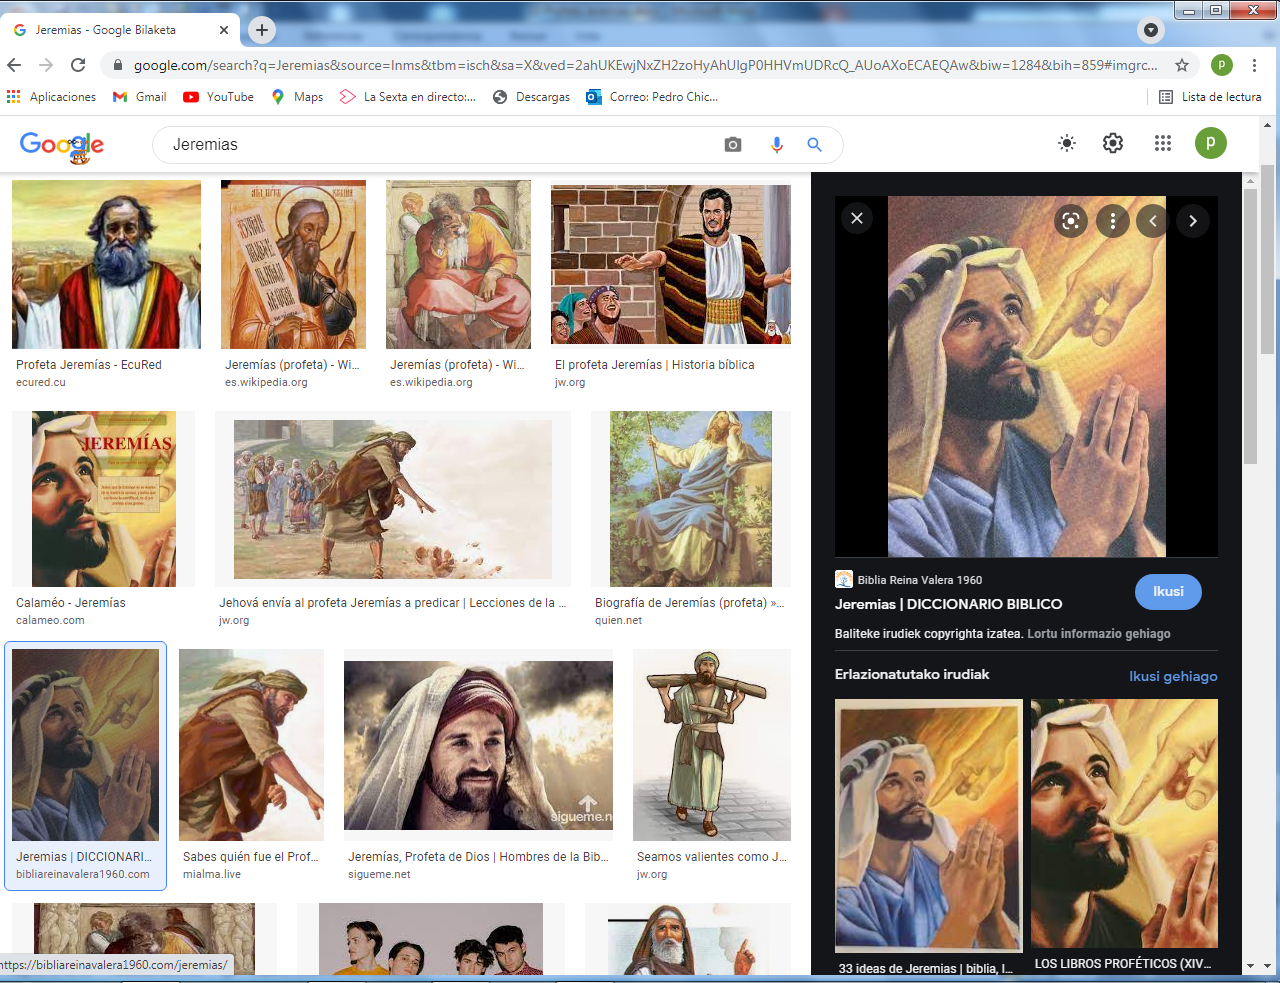 Jeremias - Google Bilaketa
google.com/search?q=Jeremias&source=lnms&tbm=isch&sa=X&ved=2ahUKEwjNxZH2zoHyAhUIgP0HHVmUDRcQ_AUoAXoECAEQAw&biw=1284&bih=859#imgrc...
p
Aplicaciones
Gmail
YouTube
Maps
La Sexta en directo:...
Descargas
Correo: Pedro Chic...
Lista de lectura
Google
Jeremias
p
Profeta Jeremías - EcuRed
ecured.cu
Jeremías (profeta) - Wi...
es.wikipedia.org
Jeremías (profeta) - Wi...
es.wikipedia.org
El profeta Jeremías | Historia bíblica
jw.org
JEREMÍAS
Calaméo - Jeremías
calameo.com
Jehová envía al profeta Jeremías a predicar | Lecciones de la ...
jw.org
Biografía de Jeremías (profeta) »...
quien.net
Jeremias | DICCIONARI...
bibliareinavalera1960.com
Sabes quién fue el Prof...
mialma.live
sigueme.n
Jeremías, Profeta de Dios | Hombres de la Bib...
sigueme.net
Seamos valientes como J...
jw.org
https://bibliareinavalera1960.com/jeremias/
Biblia Reina Valera 1960
Jeremias | DICCIONARIO BIBLICO
Ikusi
Baliteke irudiek copyrighta izatea. Lortu informazio gehiago
Erlazionatutako irudiak
Ikusi gehiago
33 ideas de Jeremias | biblia, l...
LOS LIBROS PROFÉTICOS (XIV...